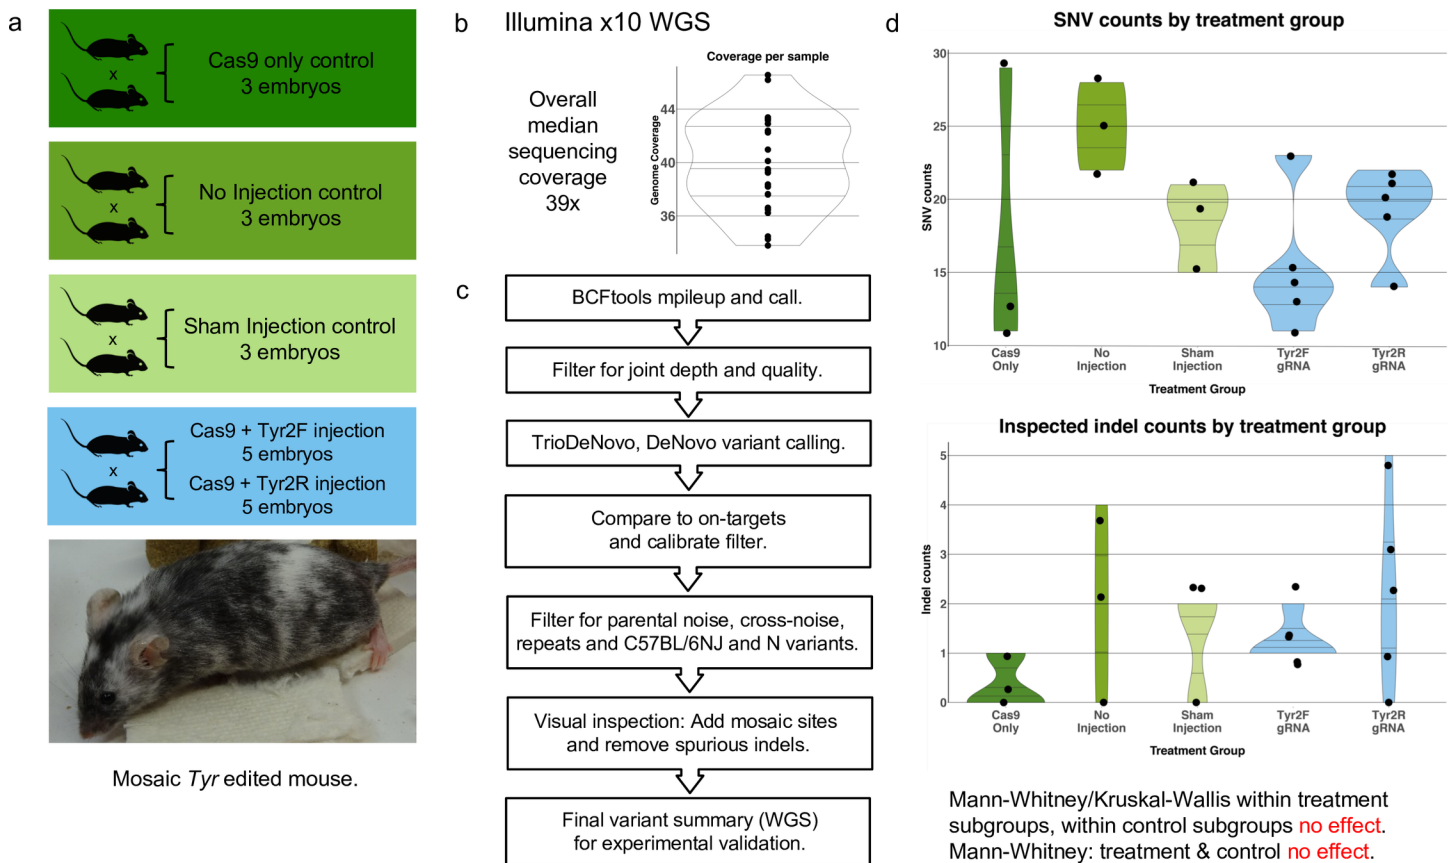 a
Cas9 only control
3 embryos
x
No Injection control
3 embryos
x
Sham Injection control
3 embryos
x
Cas9 + Tyr2F injection
5 embryos
x
Cas9 + Tyr2R injection
5 embryos
Mosaic Tyr edited mouse.
b
Illumina x10 WGS
Overall
median
sequencing
coverage
39x
Coverage per sample
Genome Coverage
44
40
36
c
BCFtools mpileup and call.
Filter for joint depth and quality.
TrioDeNovo, DeNovo variant calling.
Compare to on-targets
and calibrate filter.
Filter for parental noise, cross-noise,
repeats and C57BL/6NJ and N variants.
Visual inspection: Add mosaic sites
and remove spurious indels.
Final variant summary (WGS)
for experimental validation.
d
SNV counts by treatment group
SNV counts
30
25
20
15
10
Cas9
Only
No
Injection
Sham
Injection
Tyr2F
gRNA
Tyr2R
gRNA
Treatment Group
Inspected indel counts by treatment group
Indel counts
5
4
3
2
1
0
Cas9
Only
No
Injection
Sham
Injection
Tyr2F
gRNA
Tyr2R
gRNA
Treatment Group
Mann-Whitney/Kruskal-Wallis within treatment
subgroups, within control subgroups no effect.
Mann-Whitney: treatment & control no effect.